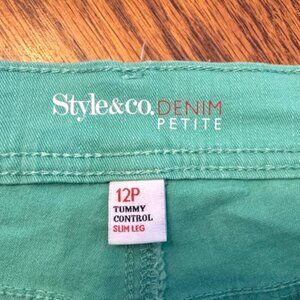 Style&co. DENIM
PETITE
12P
TUMMY
CONTROL
SLIM LEG